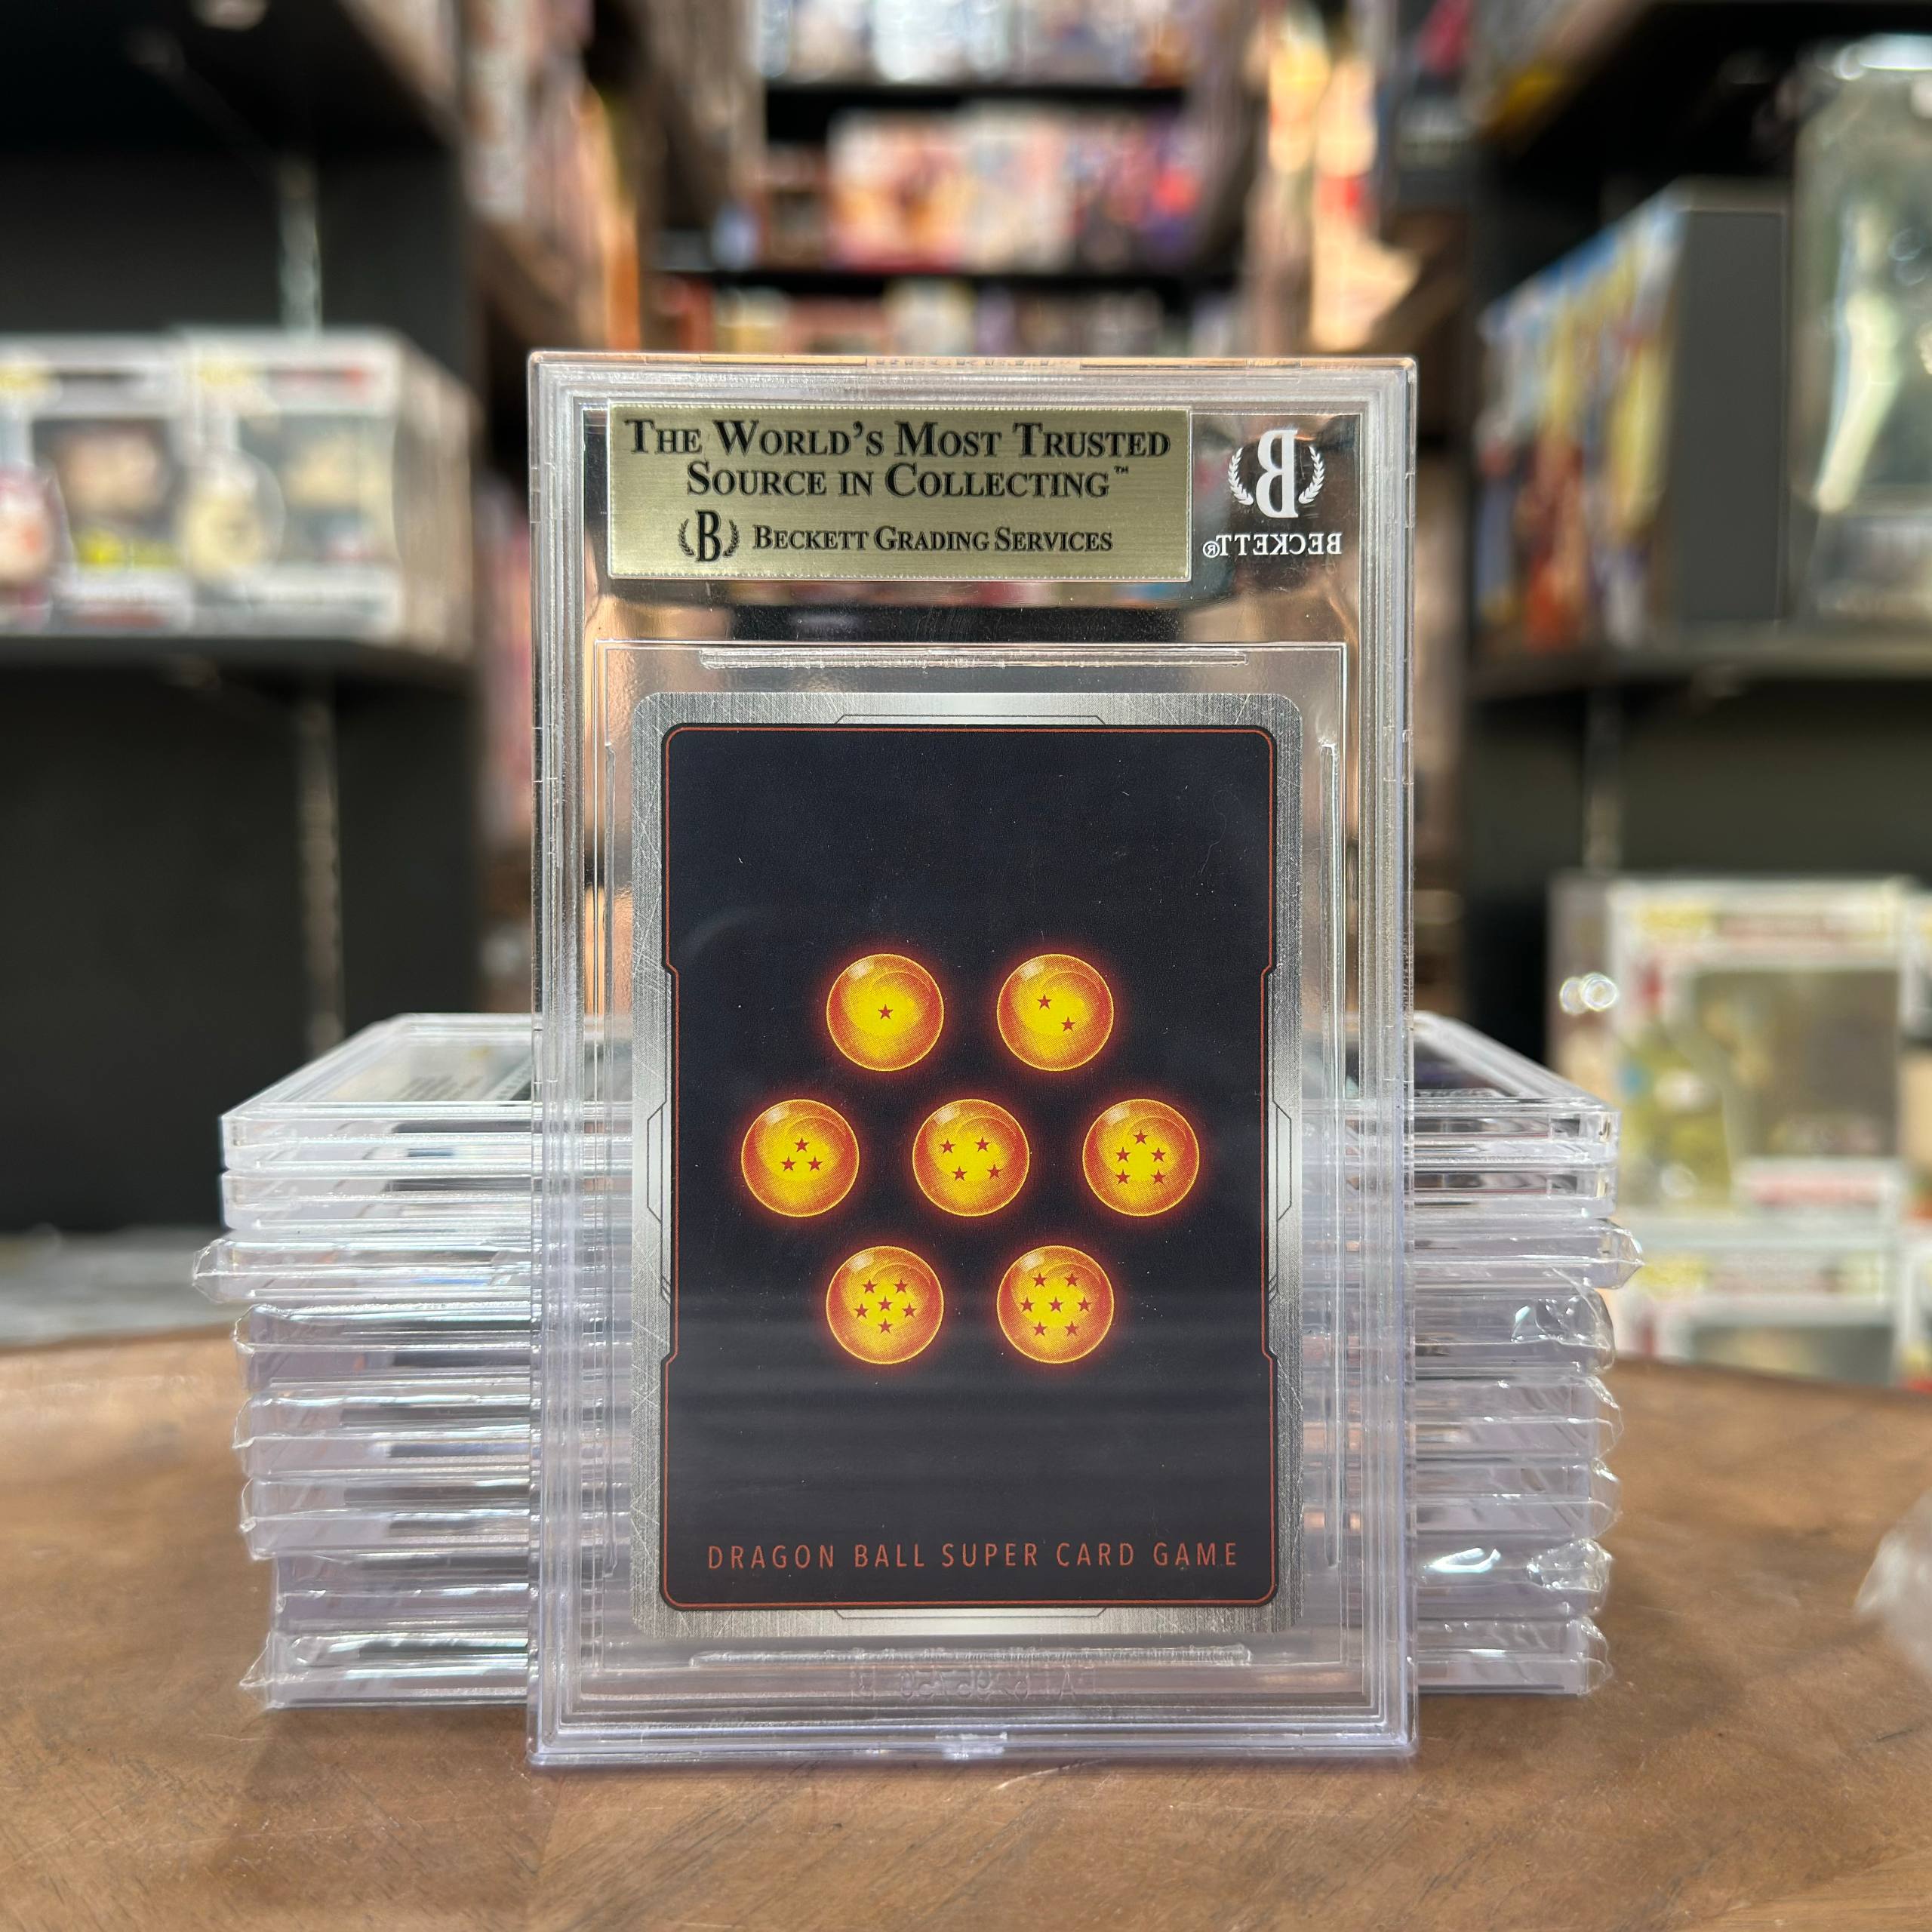 THE WORLD'S MOST TRUSTED
SOURCE IN COLLECTING™
B BECKETT GRADING SERVICES
B
BECKETT®
DRAGON BALL SUPER CARD GAME